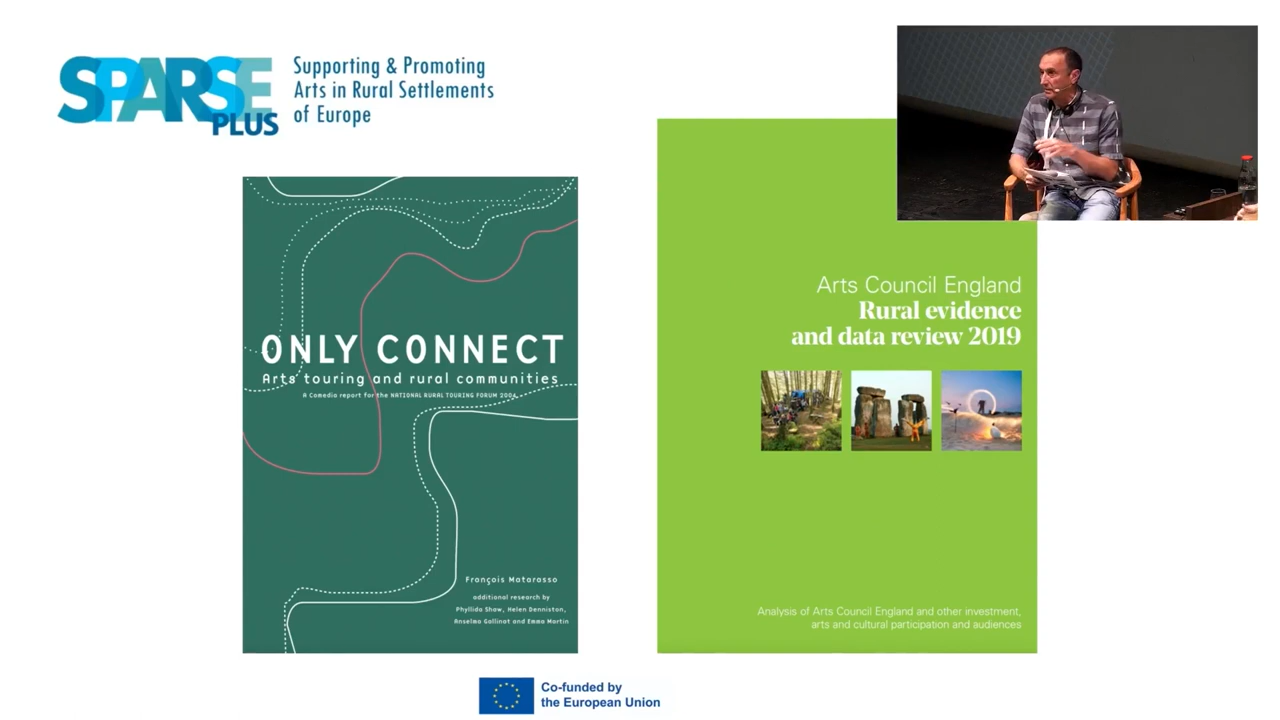 SPARSE
PLUS
Supporting & Promoting
Arts in Rural Settlements
of Europe
ONLY CONNECT
Arts touring and rural communities
A Comedia report for the NATIONAL RURAL TOURING FORUM 2004
François Matarasso
additional research by
Phyllida Shaw, Helen Denniston,
Anselma Gallinat and Emma Martin
Arts Council England
Rural evidence
and data review 2019
Analysis of Arts Council England and other investment,
arts and cultural participation and audiences
Co-funded by
the European Union